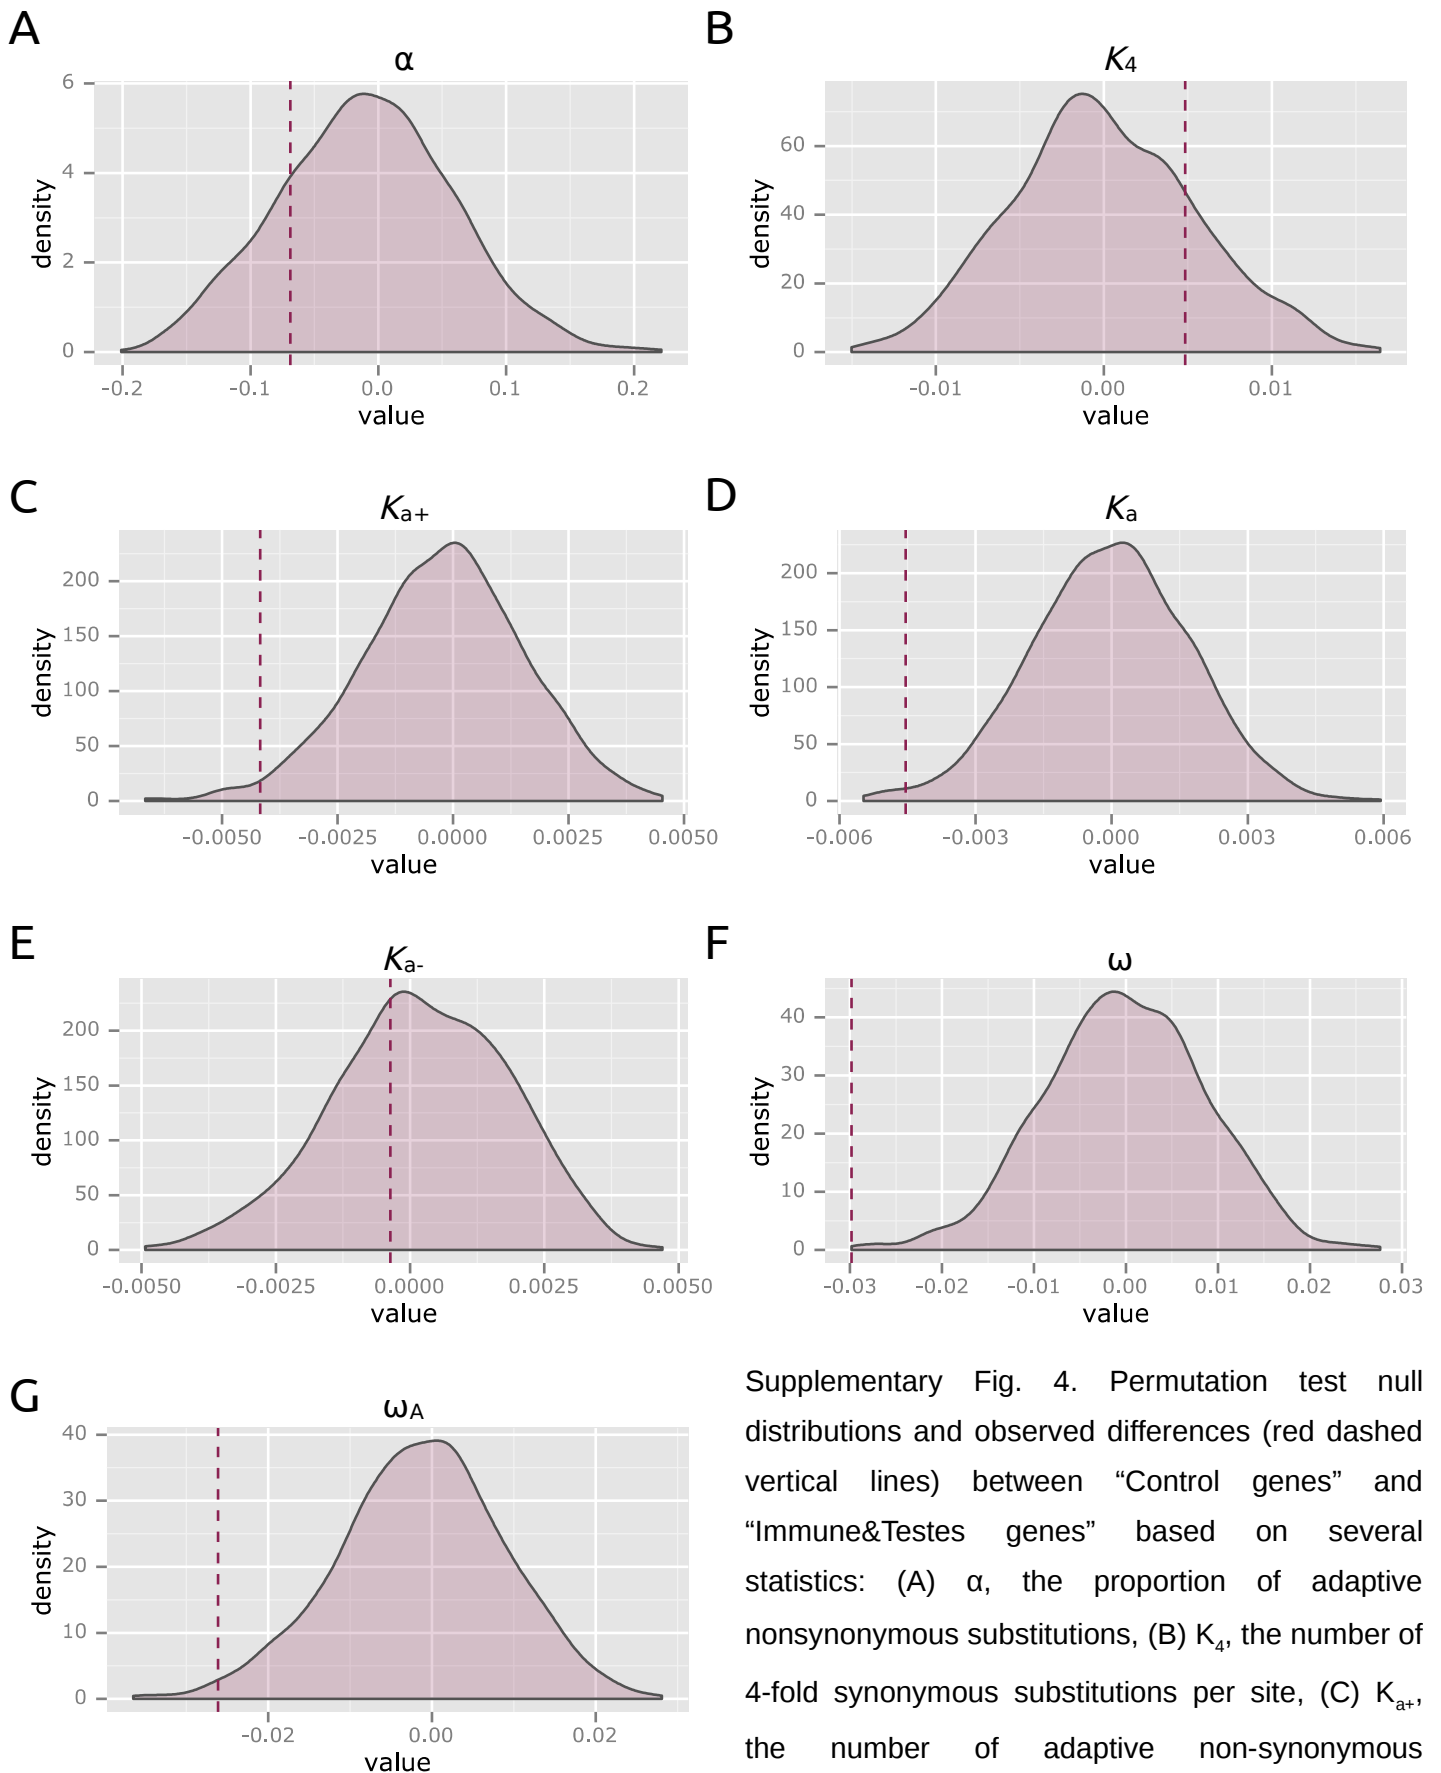 A
α
density
6
4
2
0
-0.2 -0.1 0.0 0.1 0.2
value
B
K4
density
60
40
20
0
-0.01 0.00 0.01
value
C
Ka+
density
200
150
100
50
0
-0.0050 -0.0025 0.0000 0.0025 0.0050
value
D
Ka
density
200
150
100
50
0
-0.006 -0.003 0.000 0.003 0.006
value
E
Ka-
density
200
150
100
50
0
-0.0050 -0.0025 0.0000 0.0025 0.0050
value
F
ω
density
40
30
20
10
0
-0.03 -0.02 -0.01 0.00 0.01 0.02 0.03
value
G
ωA
density
40
30
20
10
0
-0.02 0.00 0.02
value
Supplementary Fig. 4. Permutation test null
distributions and observed differences (red dashed
vertical lines) between “Control genes” and
“Immune&Testes genes” based on several
statistics: (A) α, the proportion of adaptive
nonsynonymous substitutions, (B) K4, the number of
4-fold synonymous substitutions per site, (C) Ka+,
the number of adaptive non-synonymous